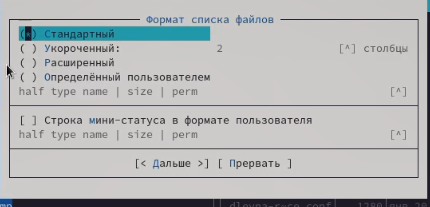 Формат списка файлов
(*) Стандартный
( ) Укороченный: 2 [^] столбцы
( ) Расширенный
( ) Определённый пользователем
half type name | size | perm [^]
[ ] Строка мини-статуса в формате пользователя
half type name | size | perm [^]
[< Дальше >] [ Прервать ]